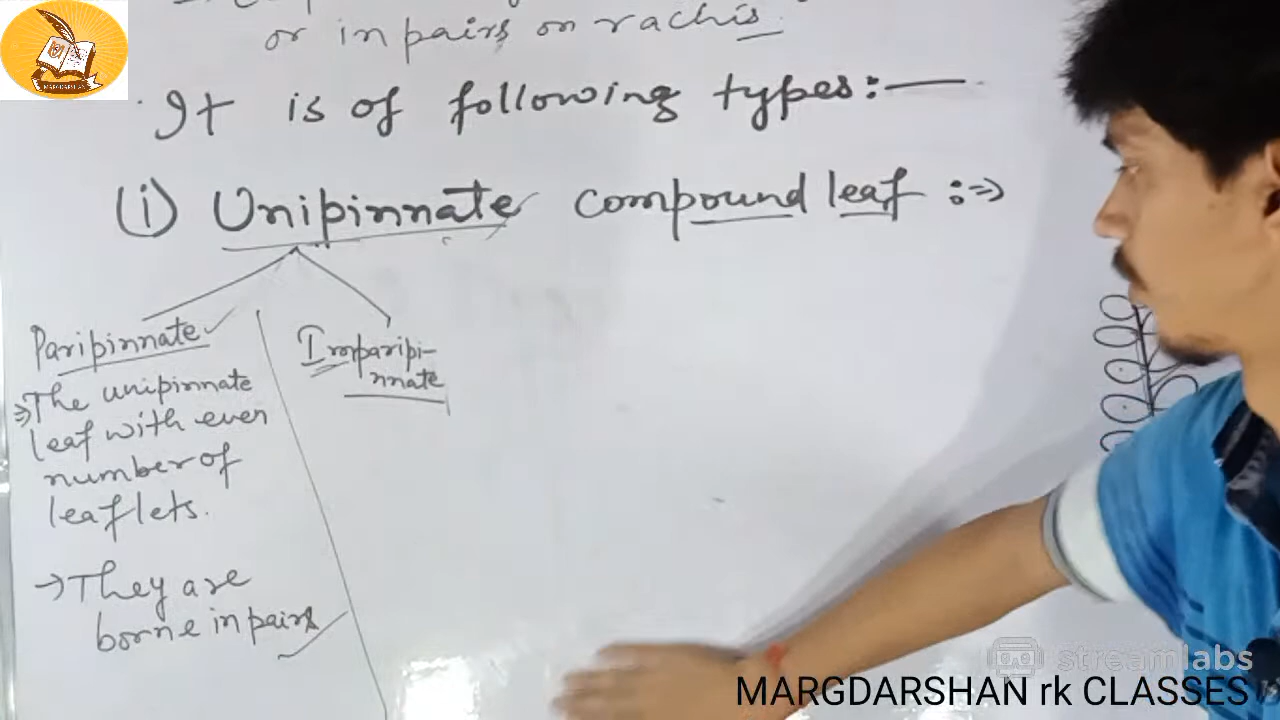 or in pairs on rachis.
It is of following types:—
(i) Unipinnate compound leaf :⇒
Paripinnate
⇒The unipinnate
leaf with even
number of
leaflets.
→They are
borne in pairs
Imparipi-
nnate
MARGDARSHAN
streamlabs
MARGDARSHAN rk CLASSES